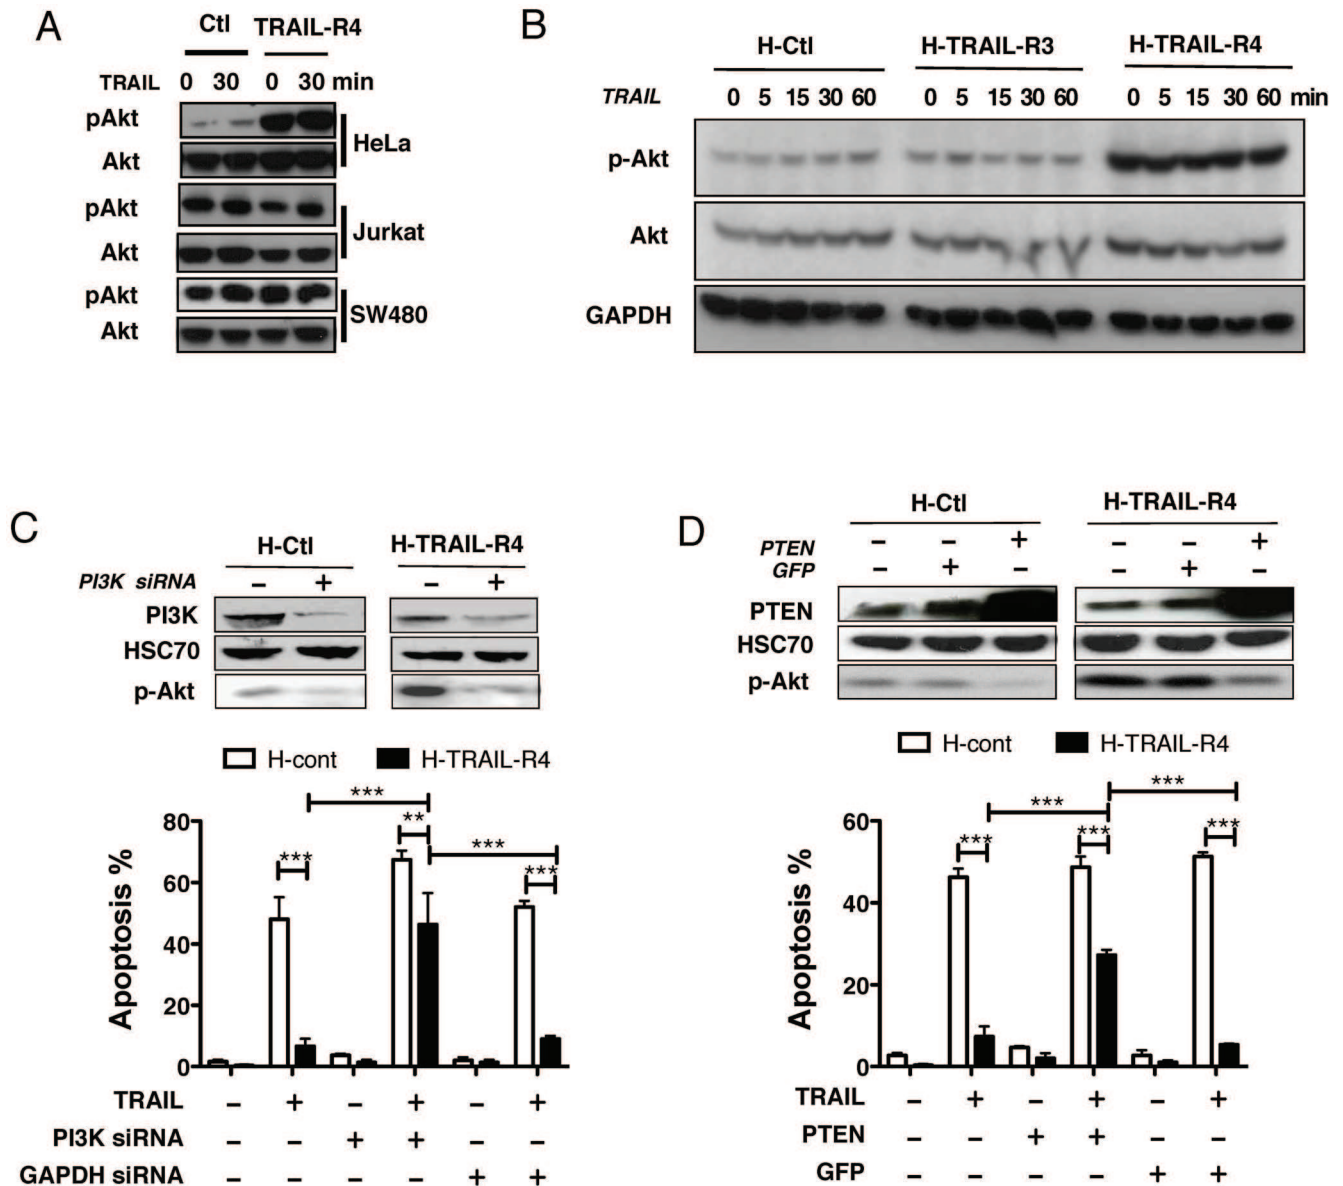 A
Ctl TRAIL-R4
TRAIL 0 30 0 30 min
pAkt
Akt
HeLa
pAkt
Akt
Jurkat
pAkt
Akt
SW480
B
H-Ctl H-TRAIL-R3 H-TRAIL-R4
TRAIL 0 5 15 30 60 0 5 15 30 60 0 5 15 30 60 min
p-Akt
Akt
GAPDH
C
H-Ctl H-TRAIL-R4
PI3K siRNA − + − +
PI3K
HSC70
p-Akt
H-cont H-TRAIL-R4
*** ** *** *** ***
Apoptosis %
80
60
40
20
0
TRAIL − + − + − +
PI3K siRNA − − + + − −
GAPDH siRNA − − − − + +
D
H-Ctl H-TRAIL-R4
PTEN − − + − − +
GFP − + − − + −
PTEN
HSC70
p-Akt
H-cont H-TRAIL-R4
*** *** *** *** ***
Apoptosis %
60
40
20
0
TRAIL − + − + − +
PTEN − − + + − −
GFP − − − − + +